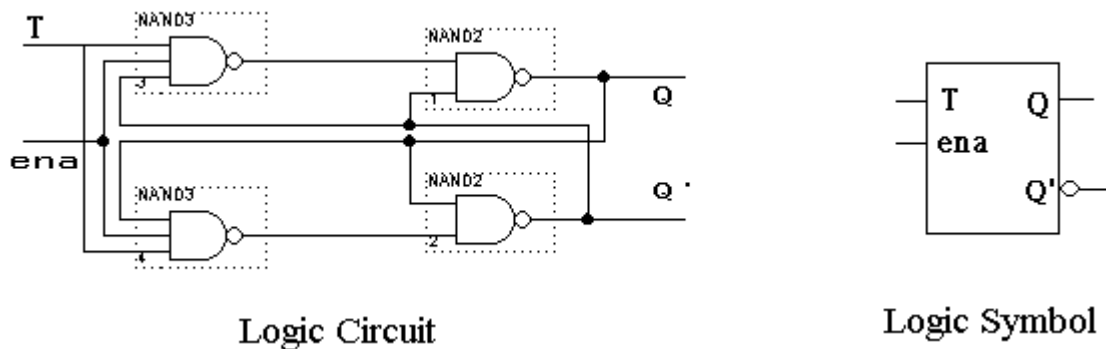 NAND3
T
NAND2
3
1
Q
ena
NAND3
NAND2
Q'
4
2
Logic Circuit
T Q
ena
Q'
Logic Symbol